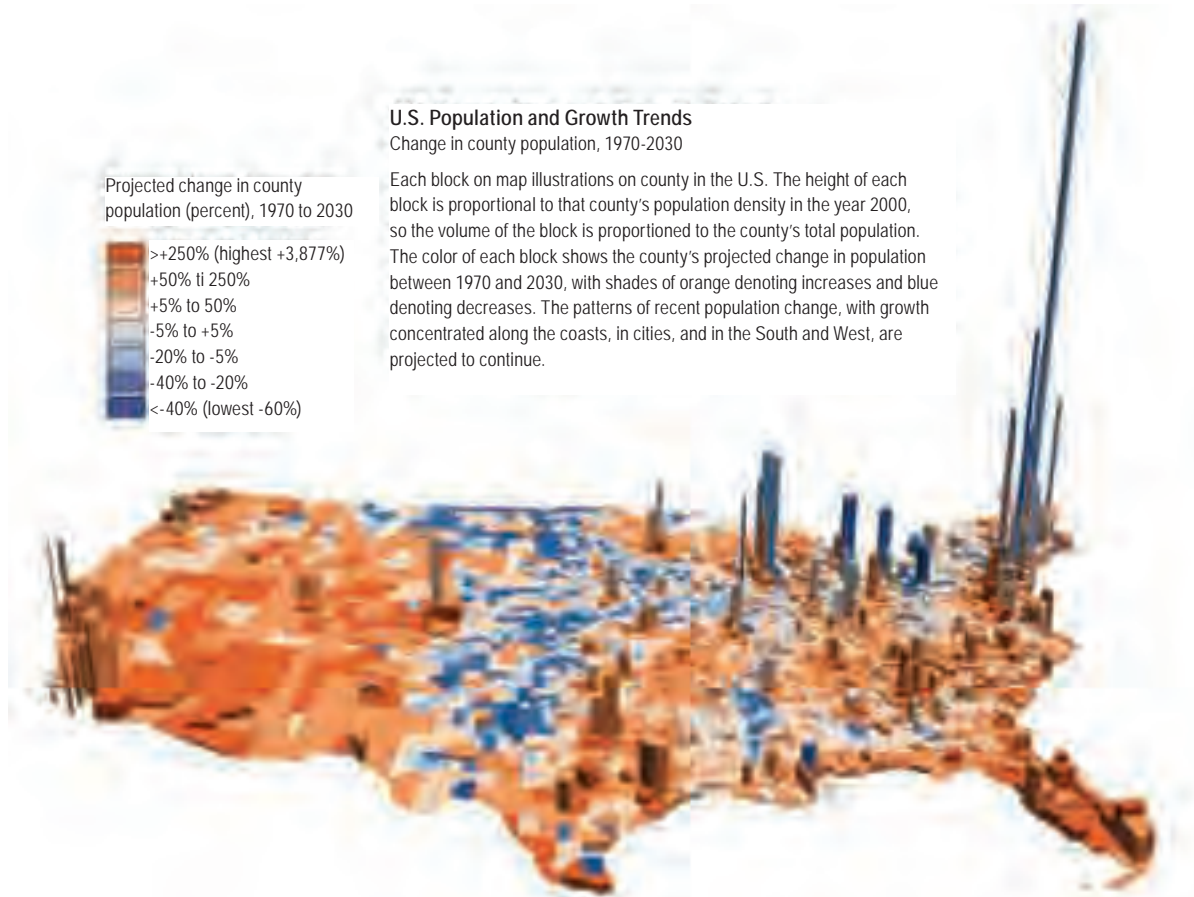 U.S. Population and Growth Trends
Change in county population, 1970-2030
Each block on map illustrations on county in the U.S. The height of each
block is proportional to that county's population density in the year 2000,
so the volume of the block is proportioned to the county's total population.
The color of each block shows the county's projected change in population
between 1970 and 2030, with shades of orange denoting increases and blue
denoting decreases. The patterns of recent population change, with growth
concentrated along the coasts, in cities, and in the South and West, are
projected to continue.
Projected change in county
population (percent), 1970 to 2030
>+250% (highest +3,877%)
+50% ti 250%
+5% to 50%
-5% to +5%
-20% to -5%
-40% to -20%
<-40% (lowest -60%)